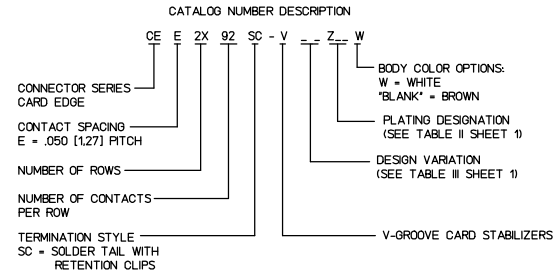 CATALOG NUMBER DESCRIPTION
CE E 2X 92 SC - V _ _ Z_ _ W
CONNECTOR SERIES
CARD EDGE
CONTACT SPACING
E = .050 [1,27] PITCH
NUMBER OF ROWS
NUMBER OF CONTACTS
PER ROW
TERMINATION STYLE
SC = SOLDER TAIL WITH
RETENTION CLIPS
BODY COLOR OPTIONS:
W = WHITE
"BLANK" = BROWN
PLATING DESIGNATION
(SEE TABLE II SHEET 1)
DESIGN VARIATION
(SEE TABLE III SHEET 1)
V-GROOVE CARD STABILIZERS